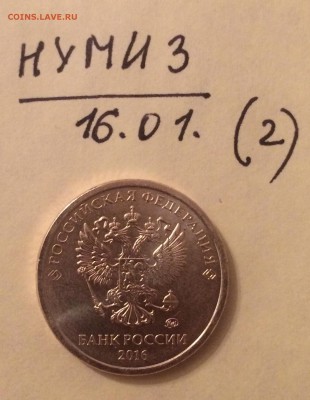 COINS.LAVE.RU
НУМИЗ
16.01. (2)
РОССИЙСКАЯ ФЕДЕРАЦИЯ
БАНК РОССИИ
2016